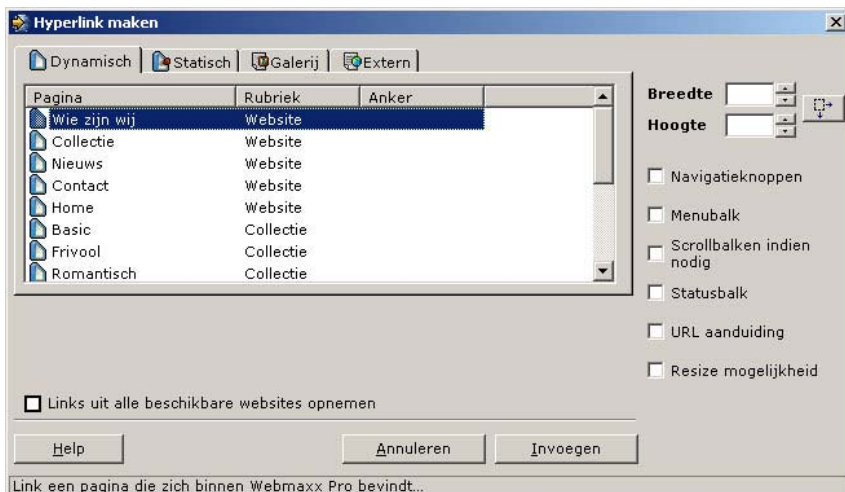 Hyperlink maken
Dynamisch Statisch Galerij Extern
Pagina Rubriek Anker
Wie zijn wij Website
Collectie Website
Nieuws Website
Contact Website
Home Website
Basic Collectie
Frivool Collectie
Romantisch Collectie
Breedte
Hoogte
Navigatieknoppen
Menubalk
Scrollbalken indien
nodig
Statusbalk
URL aanduiding
Resize mogelijkheid
Links uit alle beschikbare websites opnemen
Help Annuleren Invoegen
Link een pagina die zich binnen Webmaxx Pro bevindt...